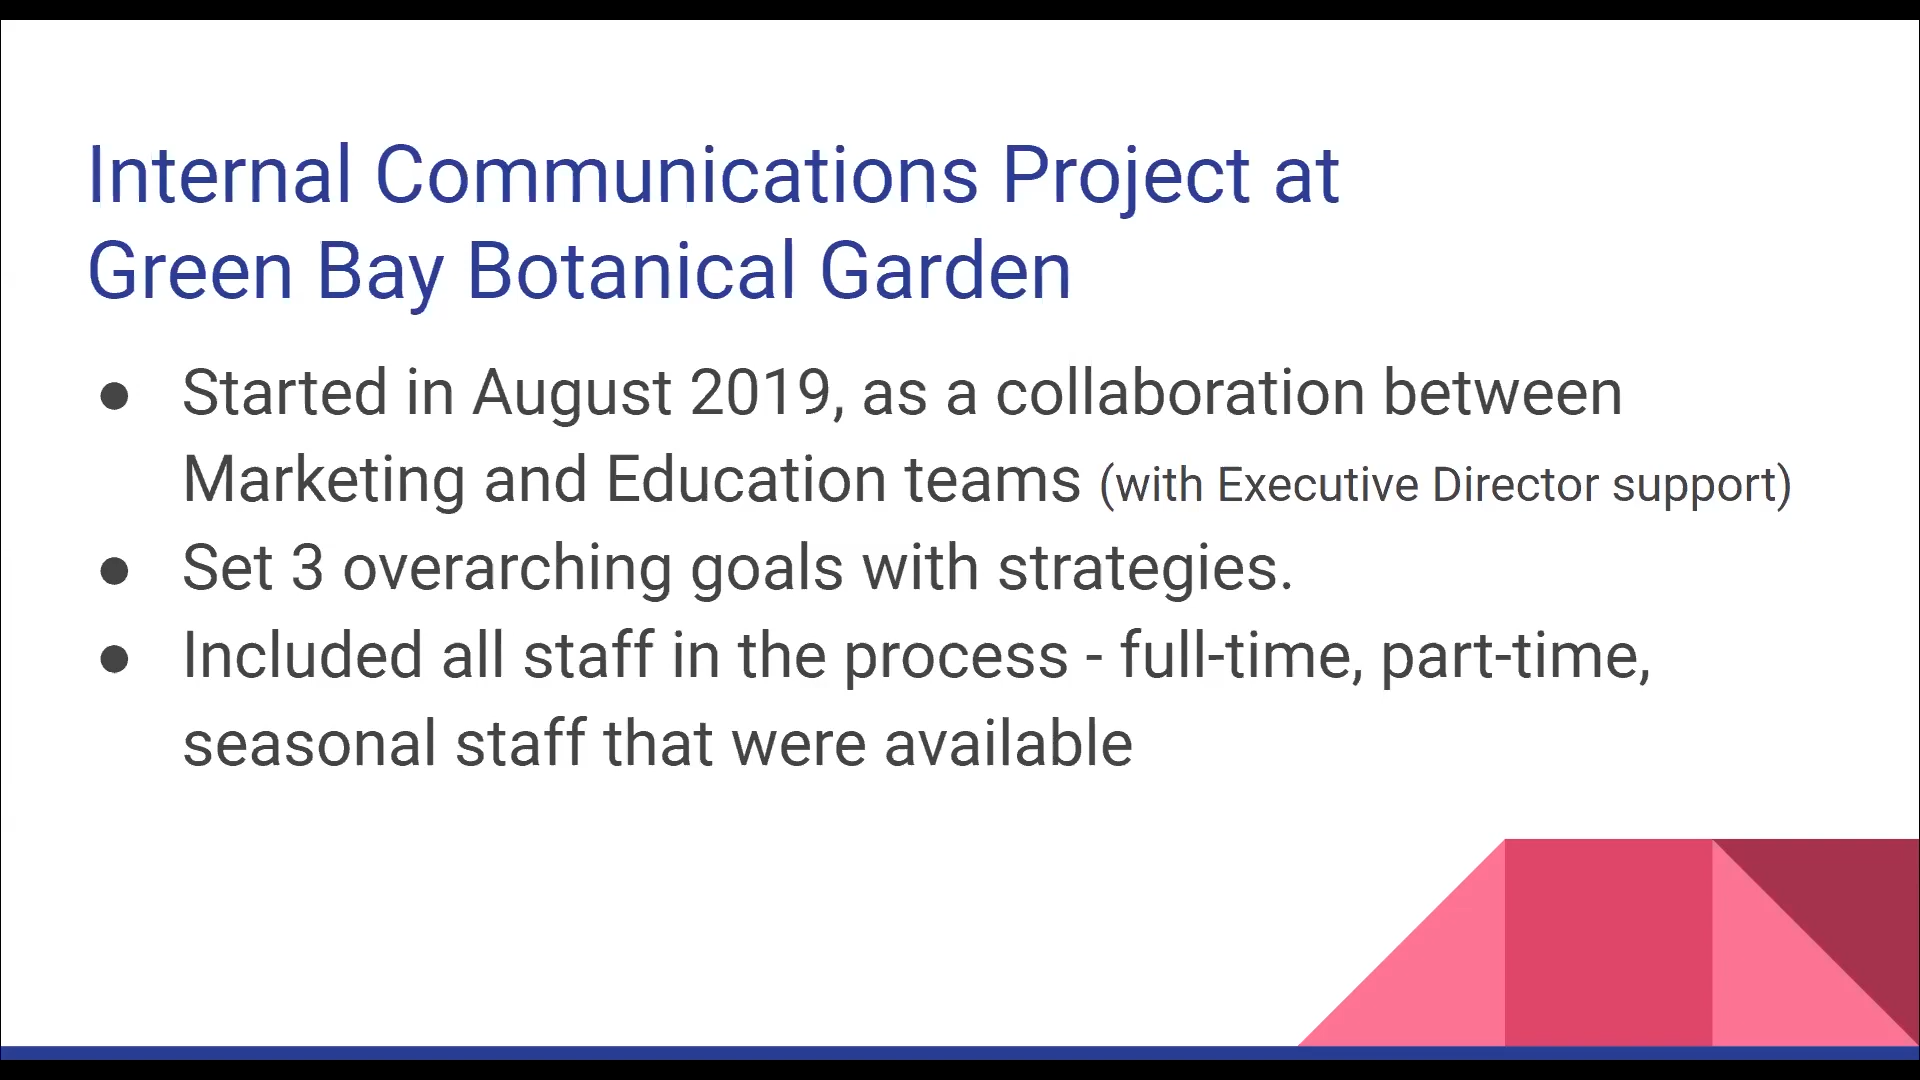 Internal Communications Project at
Green Bay Botanical Garden
● Started in August 2019, as a collaboration between
Marketing and Education teams (with Executive Director support)
● Set 3 overarching goals with strategies.
● Included all staff in the process - full-time, part-time,
seasonal staff that were available